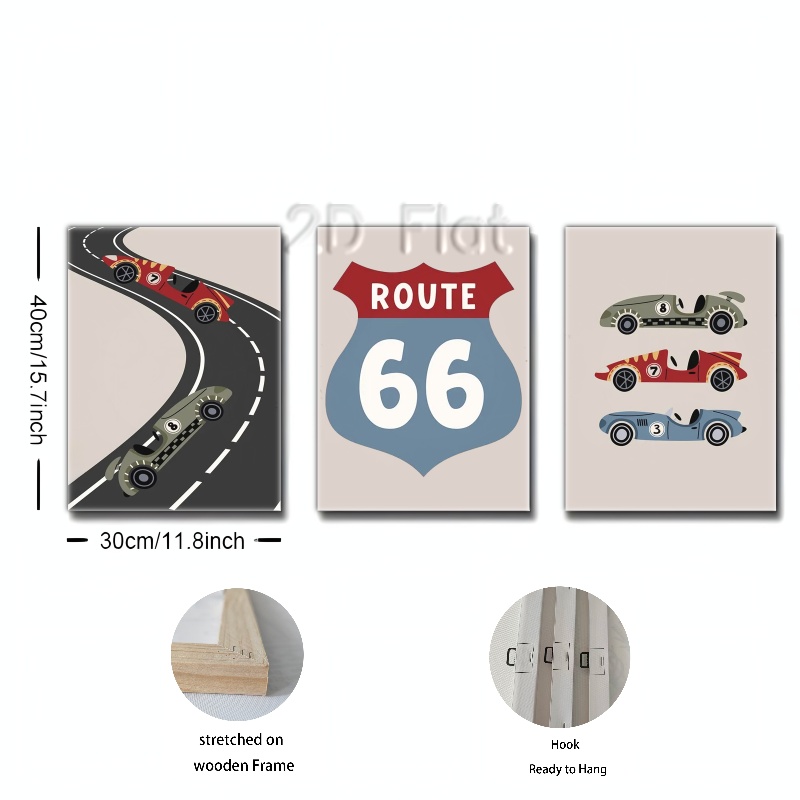 2D Flat
7
8
ROUTE
66
8
7
3
40cm/15.7inch
30cm/11.8inch
stretched on
wooden Frame
Hook
Ready to Hang